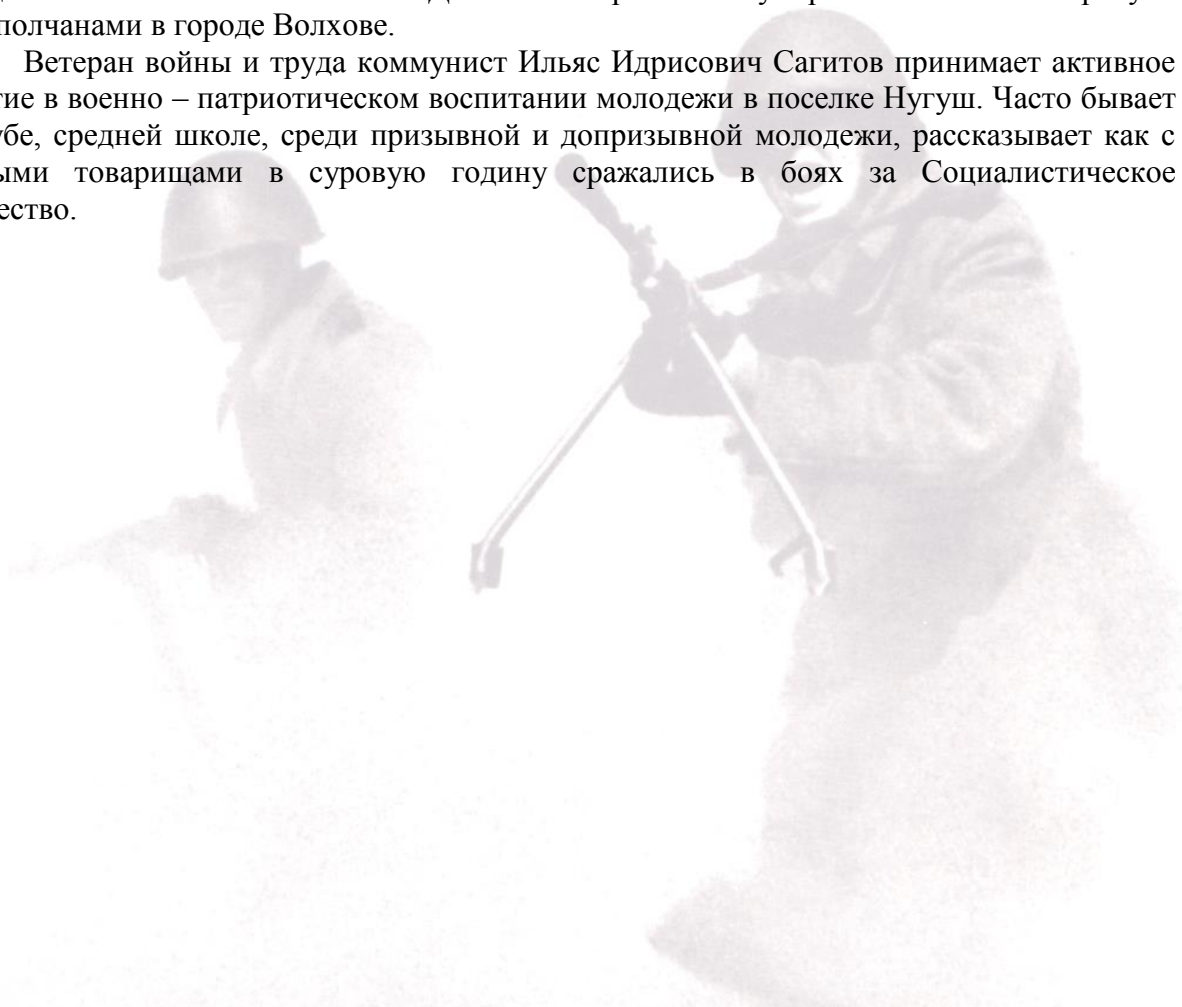 полчанами в городе Волхове.
Ветеран войны и труда коммунист Ильяс Идрисович Сагитов принимает активное
тие в военно – патриотическом воспитании молодежи в поселке Нугуш. Часто бывает
убе, средней школе, среди призывной и допризывной молодежи, рассказывает как с
ыми товарищами в суровую годину сражались в боях за Социалистическое
ество.